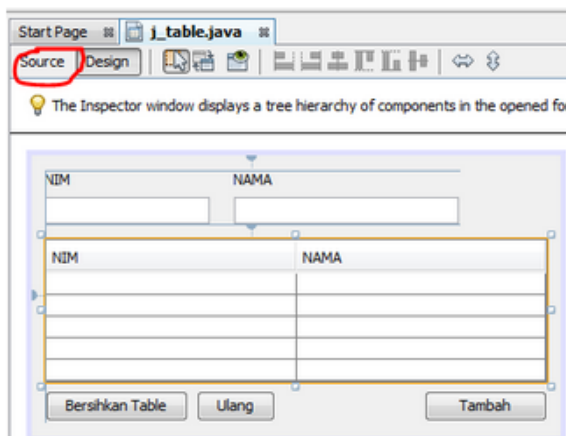 Start Page j_table.java
Source Design
The Inspector window displays a tree hierarchy of components in the opened fo
NIM NAMA
NIM NAMA
Bersihkan Table Ulang Tambah